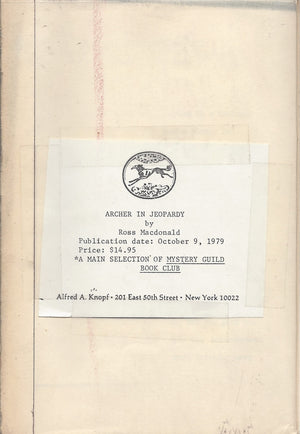 ARCHER IN JEOPARDY
by
Ross Macdonald
Publication date: October 9, 1979
Price: $14.95
*A MAIN SELECTION OF MYSTERY GUILD
BOOK CLUB
Alfred A. Knopf • 201 East 50th Street • New York 10022